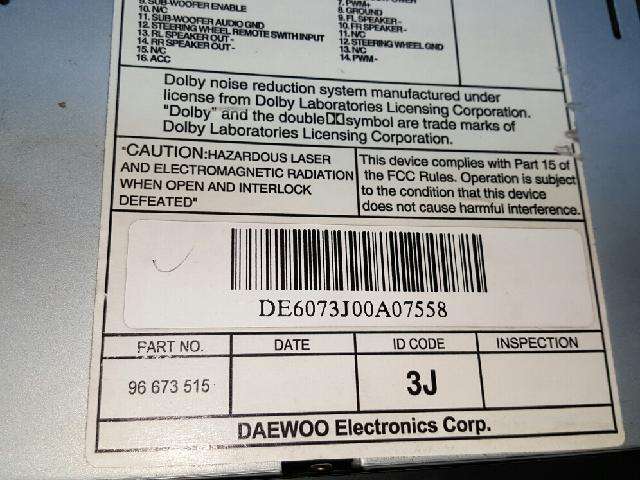 9. SUB-WOOFER ENABLE
10. N/C
11. SUB-WOOFER AUDIO GND
12. STEERING WHEEL REMOTE SWITH INPUT
13. RL SPEAKER OUT -
14. RR SPEAKER OUT -
15. N/C
16. ACC
7. PWM+
8. GROUND
9. FL SPEAKER-
10. FR SPEAKER-
11. N/C
12. STEERING WHEEL GND
13. N/C
14. PWM-
Dolby noise reduction system manufactured under
license from Dolby Laboratories Licensing Corporation.
"Dolby" and the double symbol are trade marks of
Dolby Laboratories Licensing Corporation.
"CAUTION:HAZARDOUS LASER
AND ELECTROMAGNETIC RADIATION
WHEN OPEN AND INTERLOCK
DEFEATED"
This device complies with Part 15 of
the FCC Rules. Operation is subject
to the condition that this device
does not cause harmful interference.
DE6073J00A07558
PART NO. DATE ID CODE INSPECTION
96 673 515 3J
DAEWOO Electronics Corp.